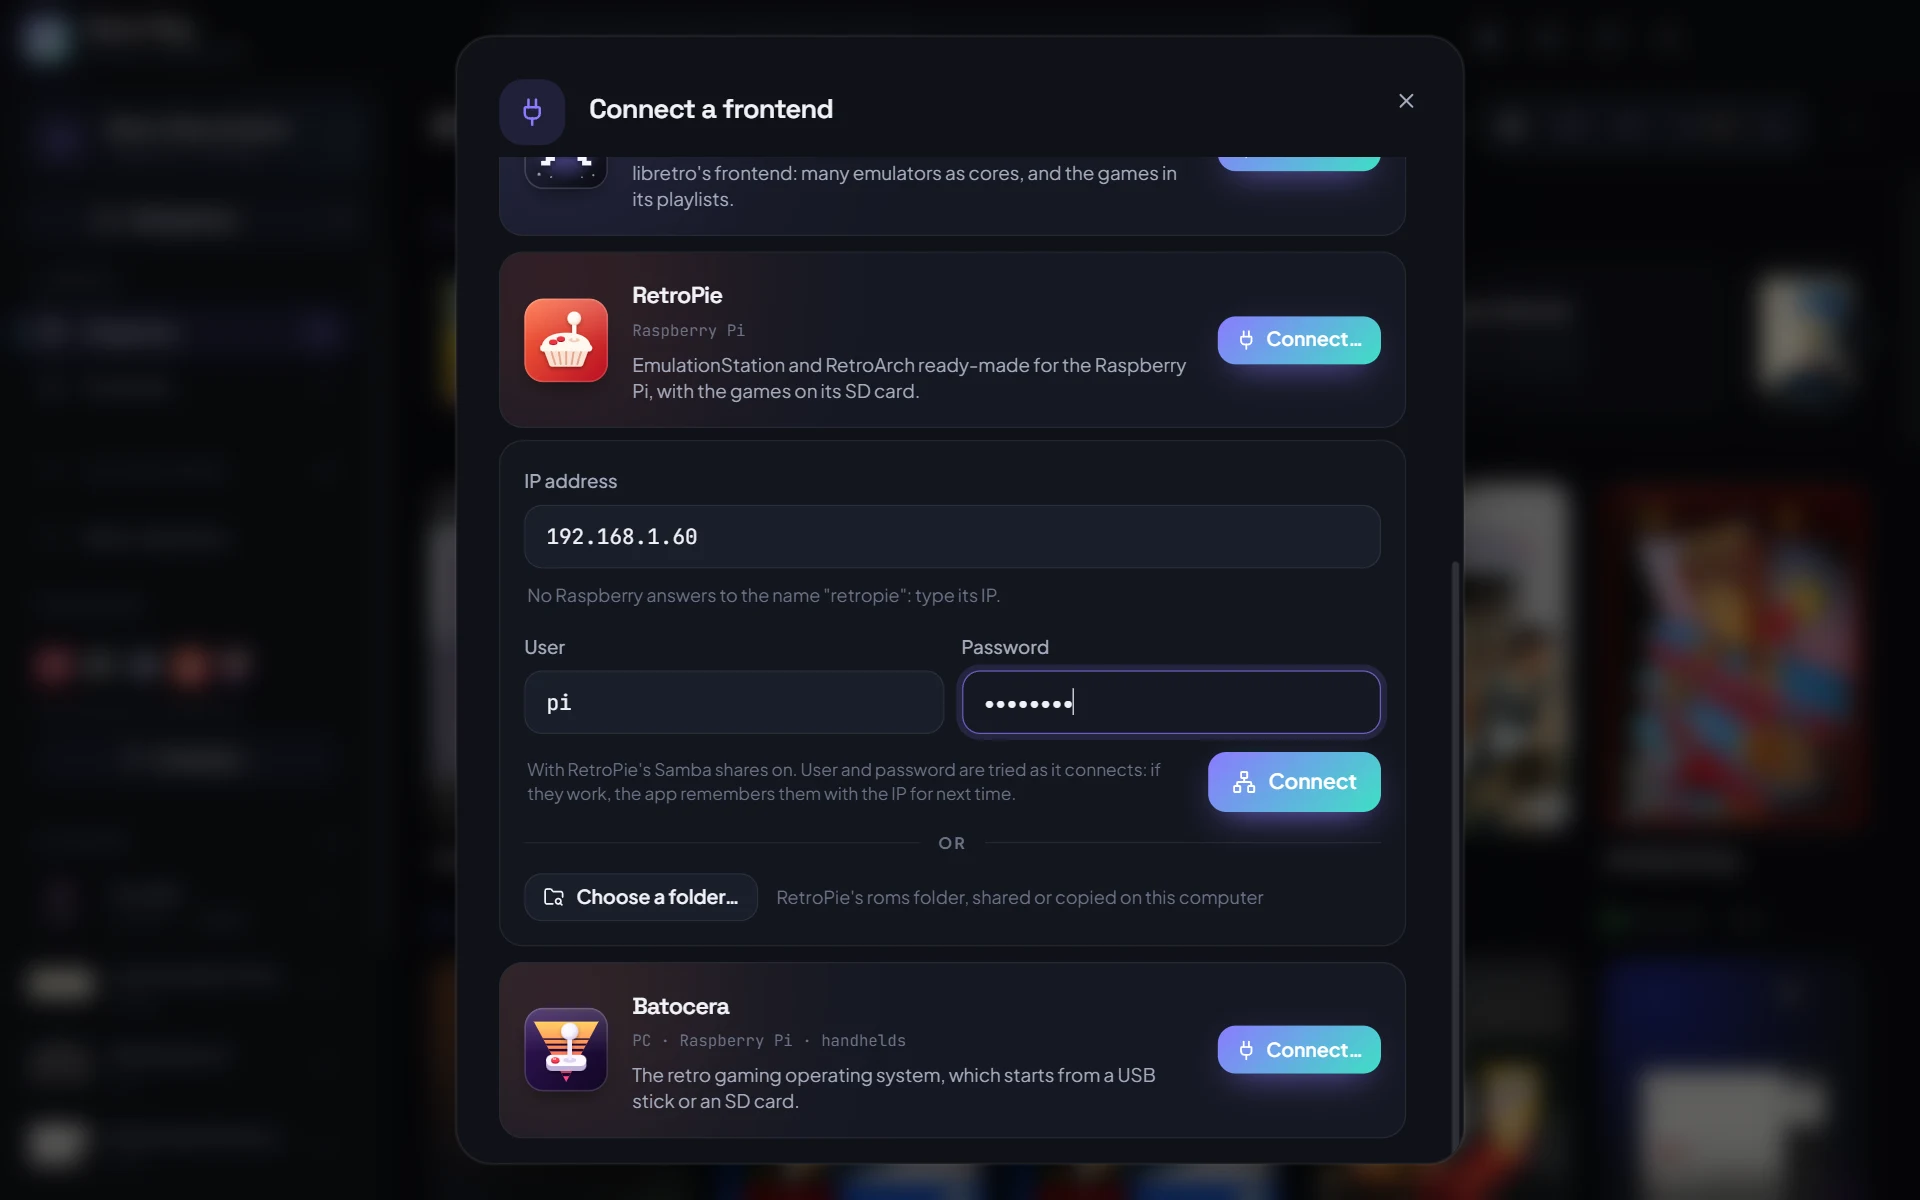 Connect a frontend
libretro's frontend: many emulators as cores, and the games in
its playlists.
RetroPie
Raspberry Pi
EmulationStation and RetroArch ready-made for the Raspberry
Pi, with the games on its SD card.
Connect…
IP address
192.168.1.60
No Raspberry answers to the name "retropie": type its IP.
User
Password
pi
••••••••
With RetroPie's Samba shares on. User and password are tried as it connects: if
they work, the app remembers them with the IP for next time.
Connect
OR
Choose a folder…
RetroPie's roms folder, shared or copied on this computer
Batocera
PC · Raspberry Pi · handhelds
The retro gaming operating system, which starts from a USB
stick or an SD card.
Connect…